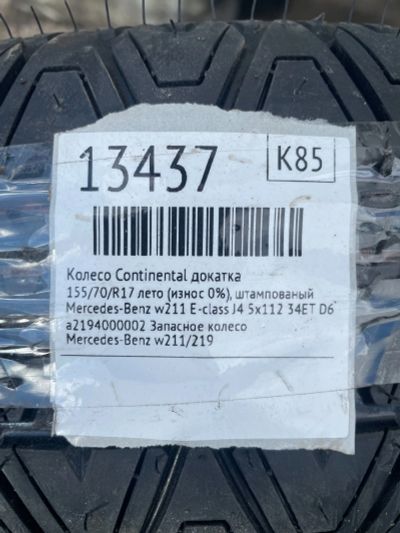 13437
K85
Колесо Continental докатка
155/70/R17 лето (износ 0%), штампованый
Mercedes-Benz w211 E-class J4 5x112 34ET D6
a2194000002 Запасное колесо
Mercedes-Benz w211/219